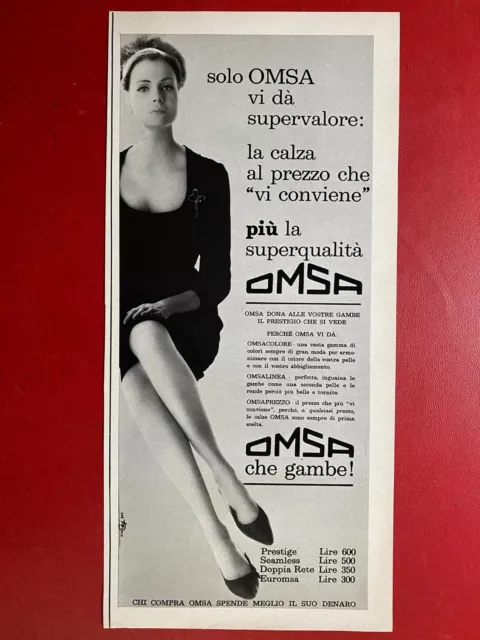 solo OMSA
vi dà
supervalore:
la calza
al prezzo che
“vi conviene”
più la
superqualità
OMSA
OMSA DONA ALLE VOSTRE GAMBE
IL PRESTIGIO CHE SI VEDE
PERCHÈ OMSA VI DÀ:
OMSACOLORE - una vasta gamma di
colori sempre di gran moda per armo-
nizzare con il colore della vostra pelle
e con il vostro abbigliamento.
OMSALINEA - perfetta, inguaina le
gambe come una seconda pelle e le
rende perciò più belle e tornite.
OMSAPREZZO - il prezzo che più “vi
conviene”, perchè, a qualsiasi prezzo,
le calze OMSA sono sempre di prima
scelta.
OMSA
che gambe!
Prestige Lire 600
Seamless Lire 500
Doppia Rete Lire 350
Euromsa Lire 300
CHI COMPRA OMSA SPENDE MEGLIO IL SUO DENARO